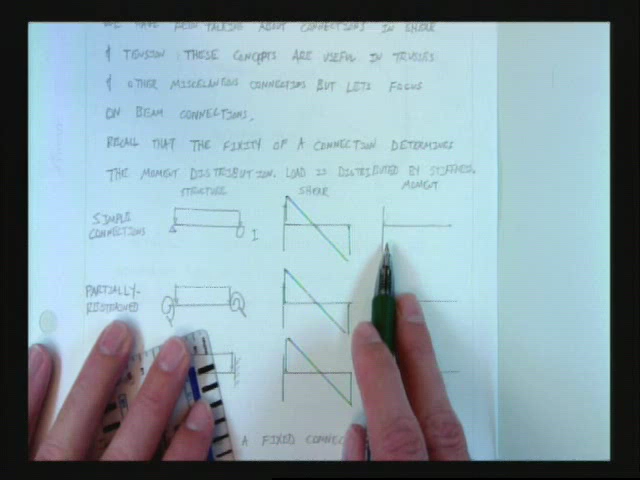 WE HAVE BEEN TALKING ABOUT CONNECTIONS IN SHEAR
& TENSION. THESE CONCEPTS ARE USEFUL IN TRUSSES
& OTHER MISCELLANEOUS CONNECTIONS BUT LETS FOCUS
ON BEAM CONNECTIONS.
RECALL THAT THE FIXITY OF A CONNECTION DETERMINES
THE MOMENT DISTRIBUTION. LOAD IS DISTRIBUTED BY STIFFNESS.
STRUCTURE SHEAR MOMENT
SIMPLE
CONNECTIONS
I
PARTIALLY-
RESTRAINED
A FIXED